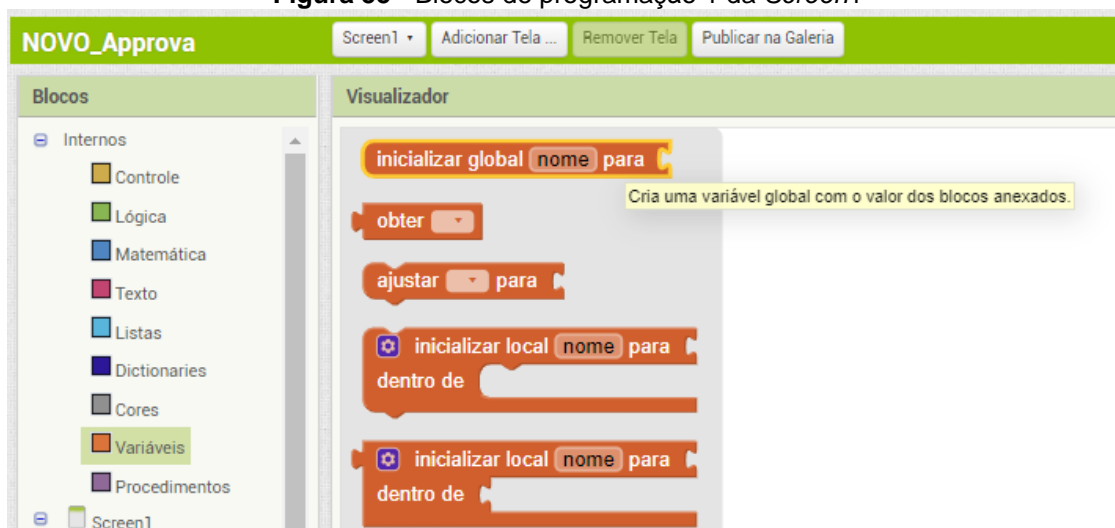 Blocos de programação 1 da Screen1
NOVO_Approva
Screen1
Adicionar Tela ...
Remover Tela
Publicar na Galeria
Blocos
Visualizador
Internos
Controle
Lógica
Matemática
Texto
Listas
Dictionaries
Cores
Variáveis
Procedimentos
Screen1
inicializar global nome para
Cria uma variável global com o valor dos blocos anexados.
obter
ajustar para
inicializar local nome para
dentro de
inicializar local nome para
dentro de